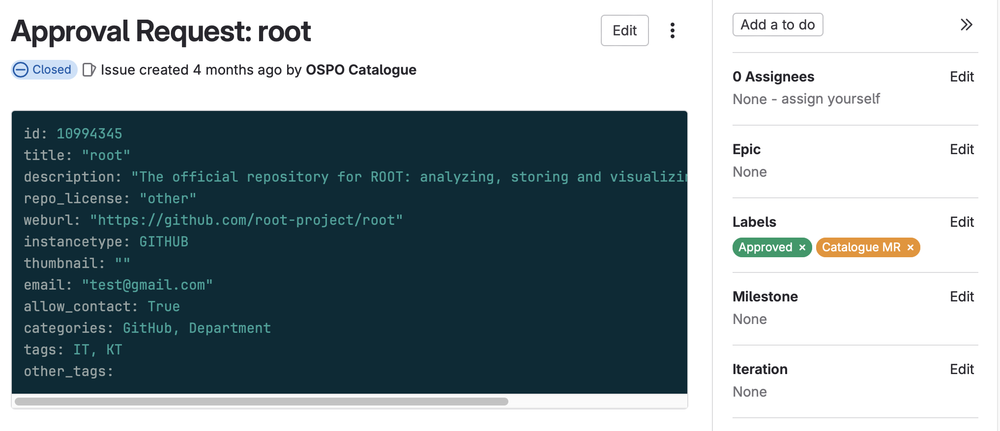 Approval Request: root
Edit
Closed Issue created 4 months ago by OSPO Catalogue
id: 10994345
title: "root"
description: "The official repository for ROOT: analyzing, storing and
repo_license: "other"
weburl: "https://github.com/root-project/root"
instancetype: GITHUB
thumbnail: ""
email: "test@gmail.com"
allow_contact: True
categories: GitHub, Department
tags: IT, KT
other_tags:
Add a to do
0 Assignees Edit
None - assign yourself
Epic Edit
None
Labels Edit
Approved × Catalogue MR ×
Milestone Edit
None
Iteration Edit
None